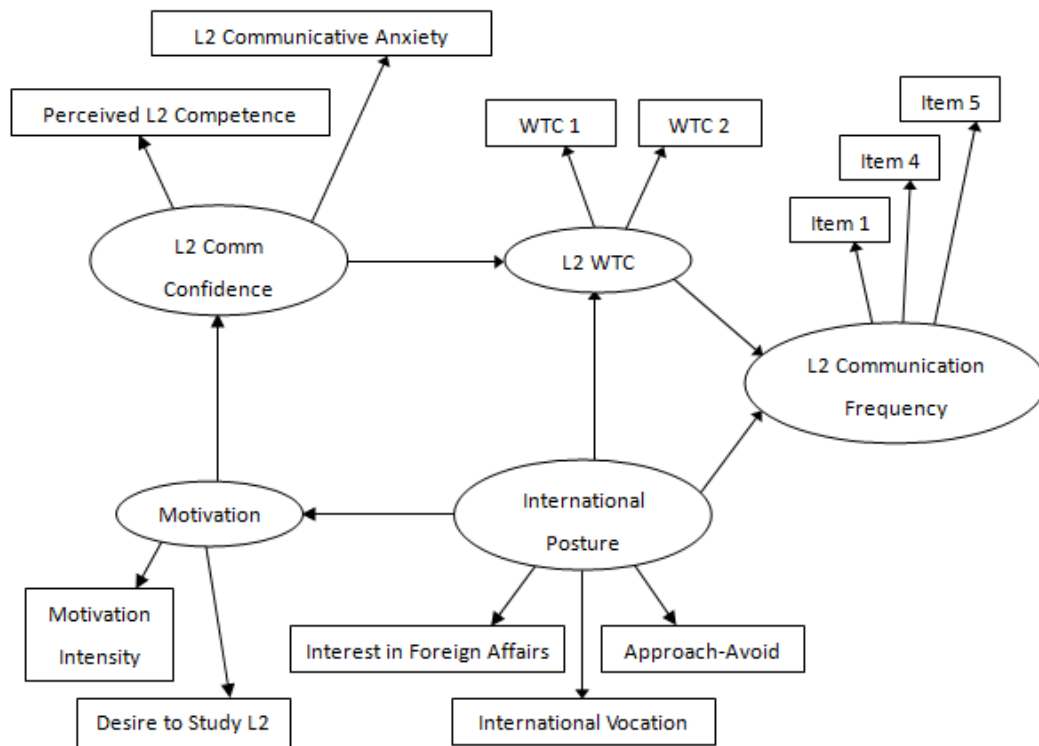 L2 Communicative Anxiety
Perceived L2 Competence
WTC 1
WTC 2
Item 5
Item 4
Item 1
L2 Comm
Confidence
L2 WTC
L2 Communication
Frequency
Motivation
International
Posture
Motivation
Intensity
Interest in Foreign Affairs
Approach-Avoid
Desire to Study L2
International Vocation